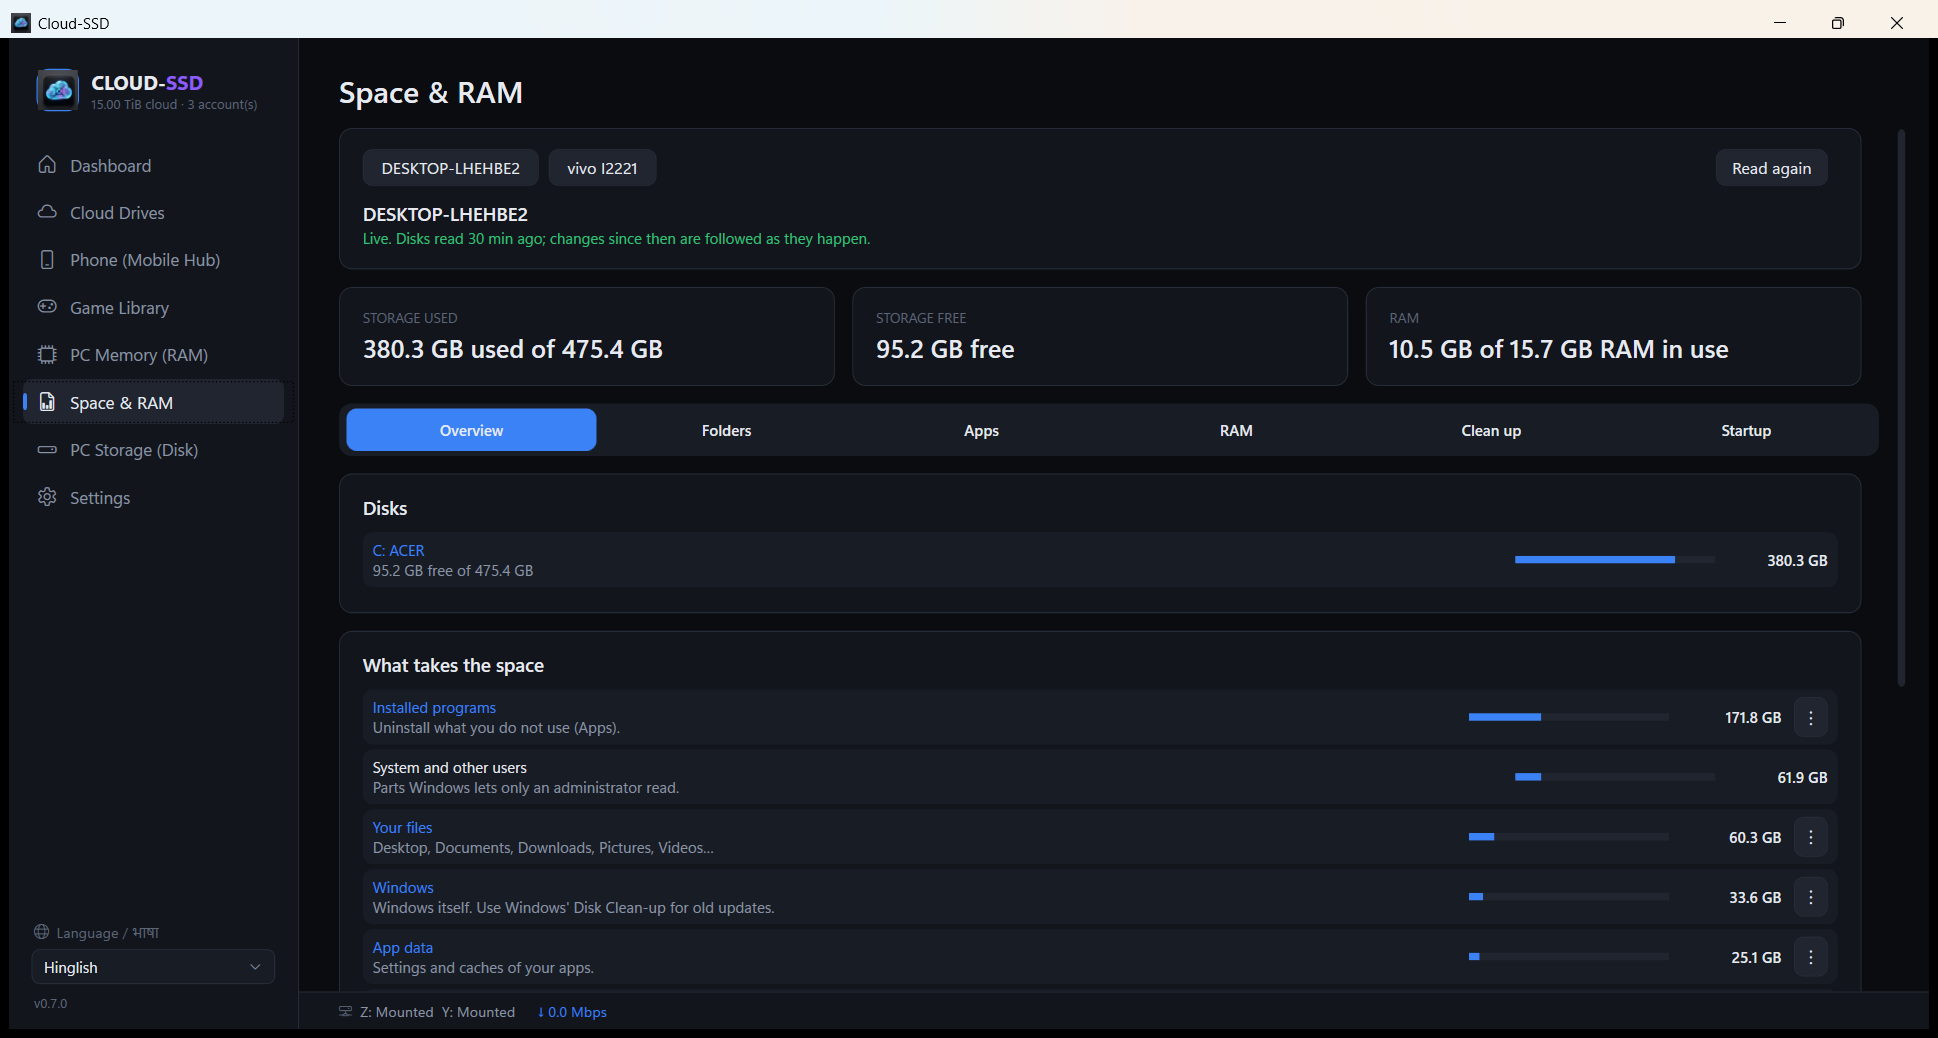 Cloud-SSD
CLOUD-SSD
15.00 TiB cloud · 3 account(s)
Dashboard
Cloud Drives
Phone (Mobile Hub)
Game Library
PC Memory (RAM)
Space & RAM
PC Storage (Disk)
Settings
Language / भाषा
Hinglish
v0.7.0
Space & RAM
DESKTOP-LHEHBE2
vivo I2221
Read again
DESKTOP-LHEHBE2
Live. Disks read 30 min ago; changes since then are followed as they happen.
STORAGE USED
380.3 GB used of 475.4 GB
STORAGE FREE
95.2 GB free
RAM
10.5 GB of 15.7 GB RAM in use
Overview
Folders
Apps
RAM
Clean up
Startup
Disks
C: ACER
95.2 GB free of 475.4 GB
380.3 GB
What takes the space
Installed programs
Uninstall what you do not use (Apps).
171.8 GB
System and other users
Parts Windows lets only an administrator read.
61.9 GB
Your files
Desktop, Documents, Downloads, Pictures, Videos...
60.3 GB
Windows
Windows itself. Use Windows' Disk Clean-up for old updates.
33.6 GB
App data
Settings and caches of your apps.
25.1 GB
Z: Mounted Y: Mounted ↓ 0.0 Mbps